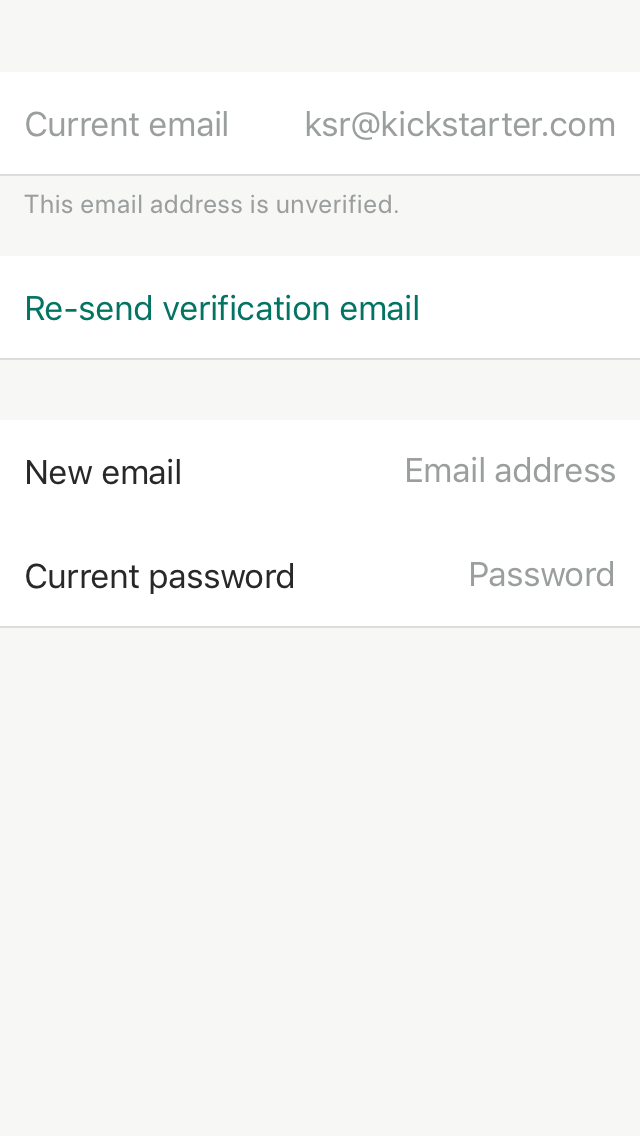 Current email ksr@kickstarter.com
This email address is unverified.
Re-send verification email
New email Email address
Current password Password